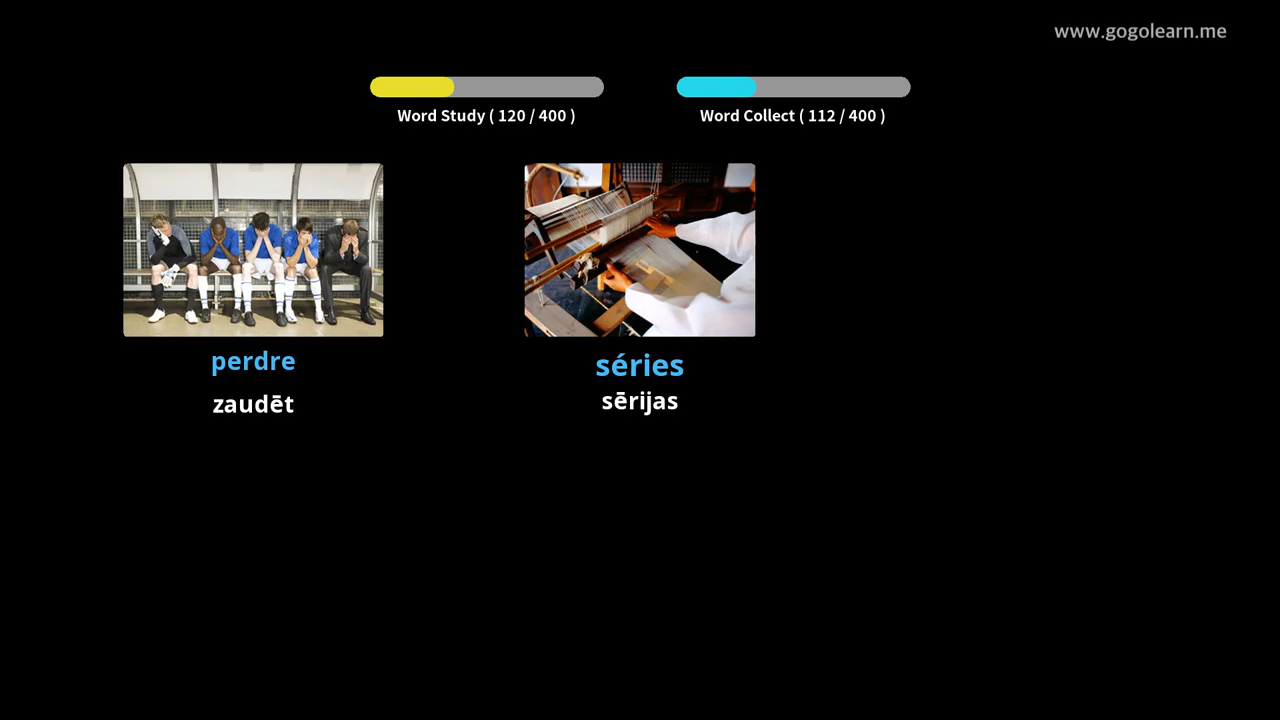 www.gogolearn.me
Word Study ( 120 / 400 )
Word Collect ( 112 / 400 )
perdre
zaudēt
séries
sērijas